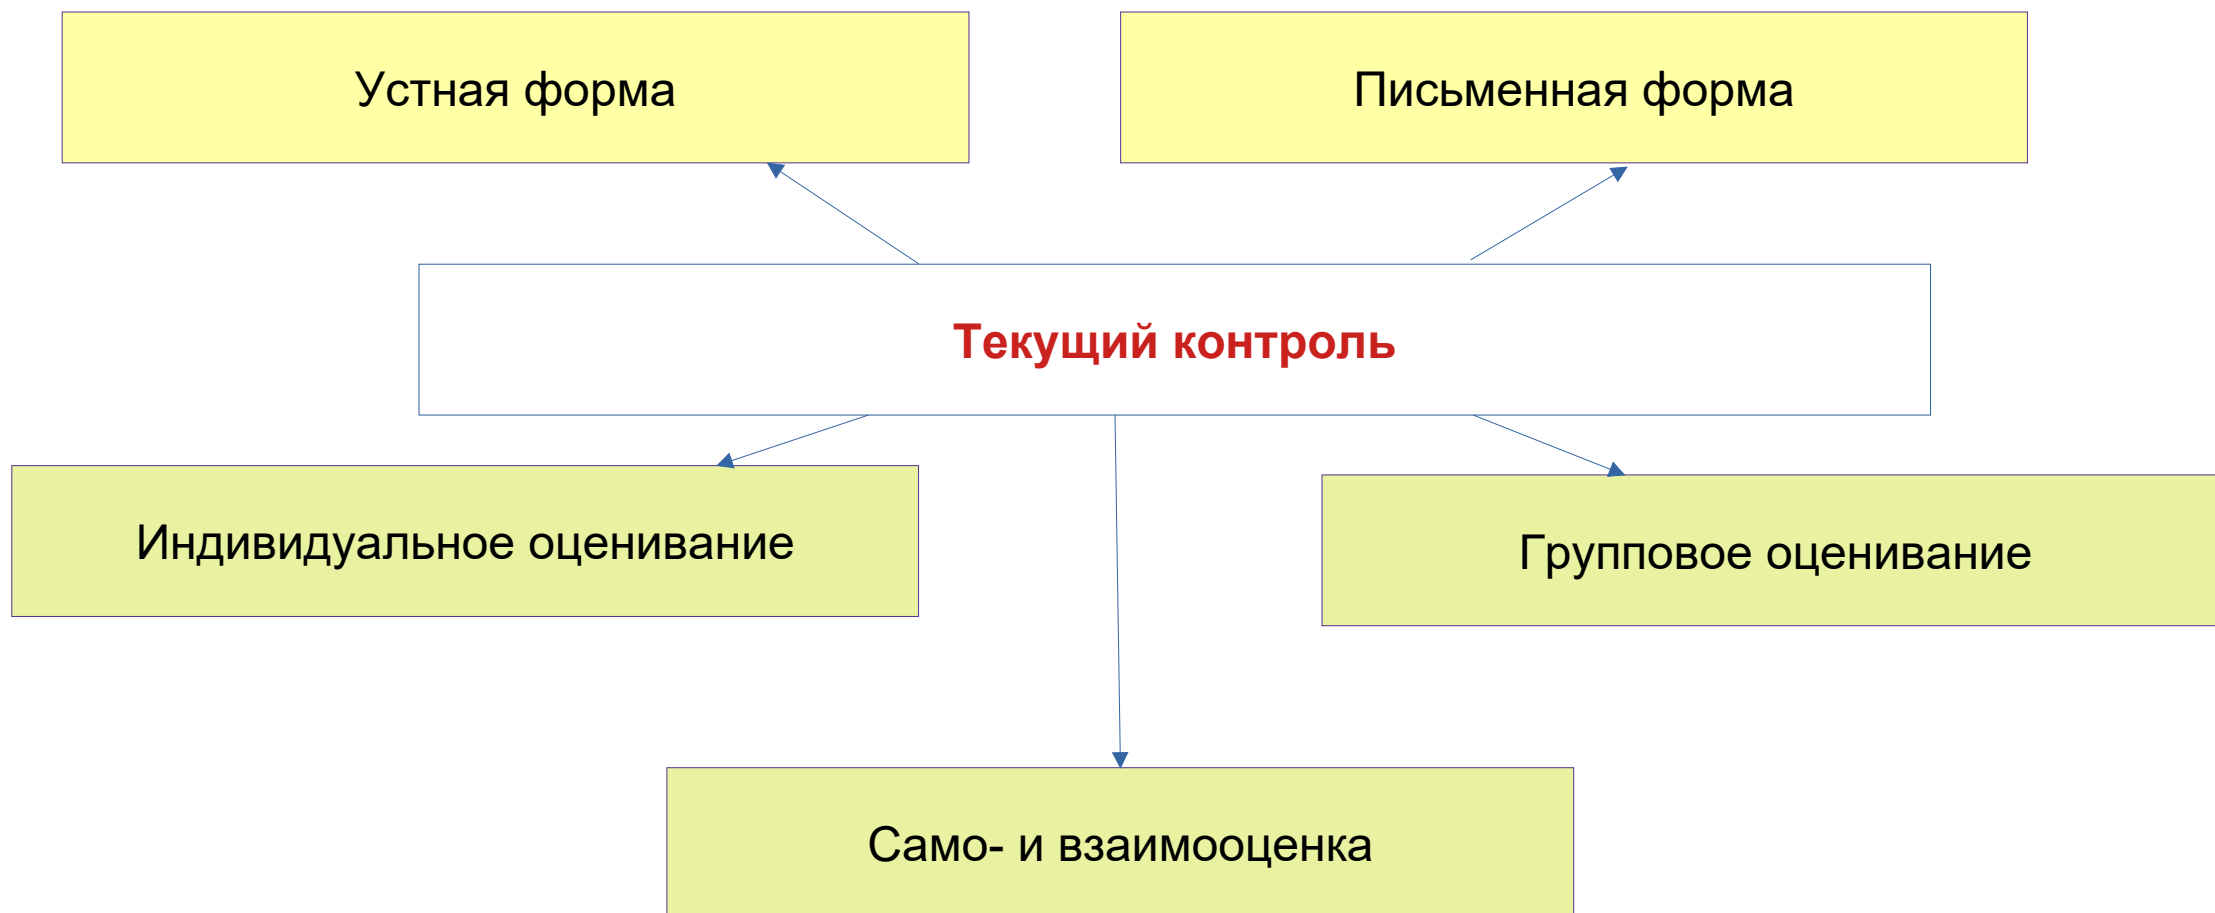 Устная форма
Письменная форма
Текущий контроль
Индивидуальное оценивание
Групповое оценивание
Само- и взаимооценка